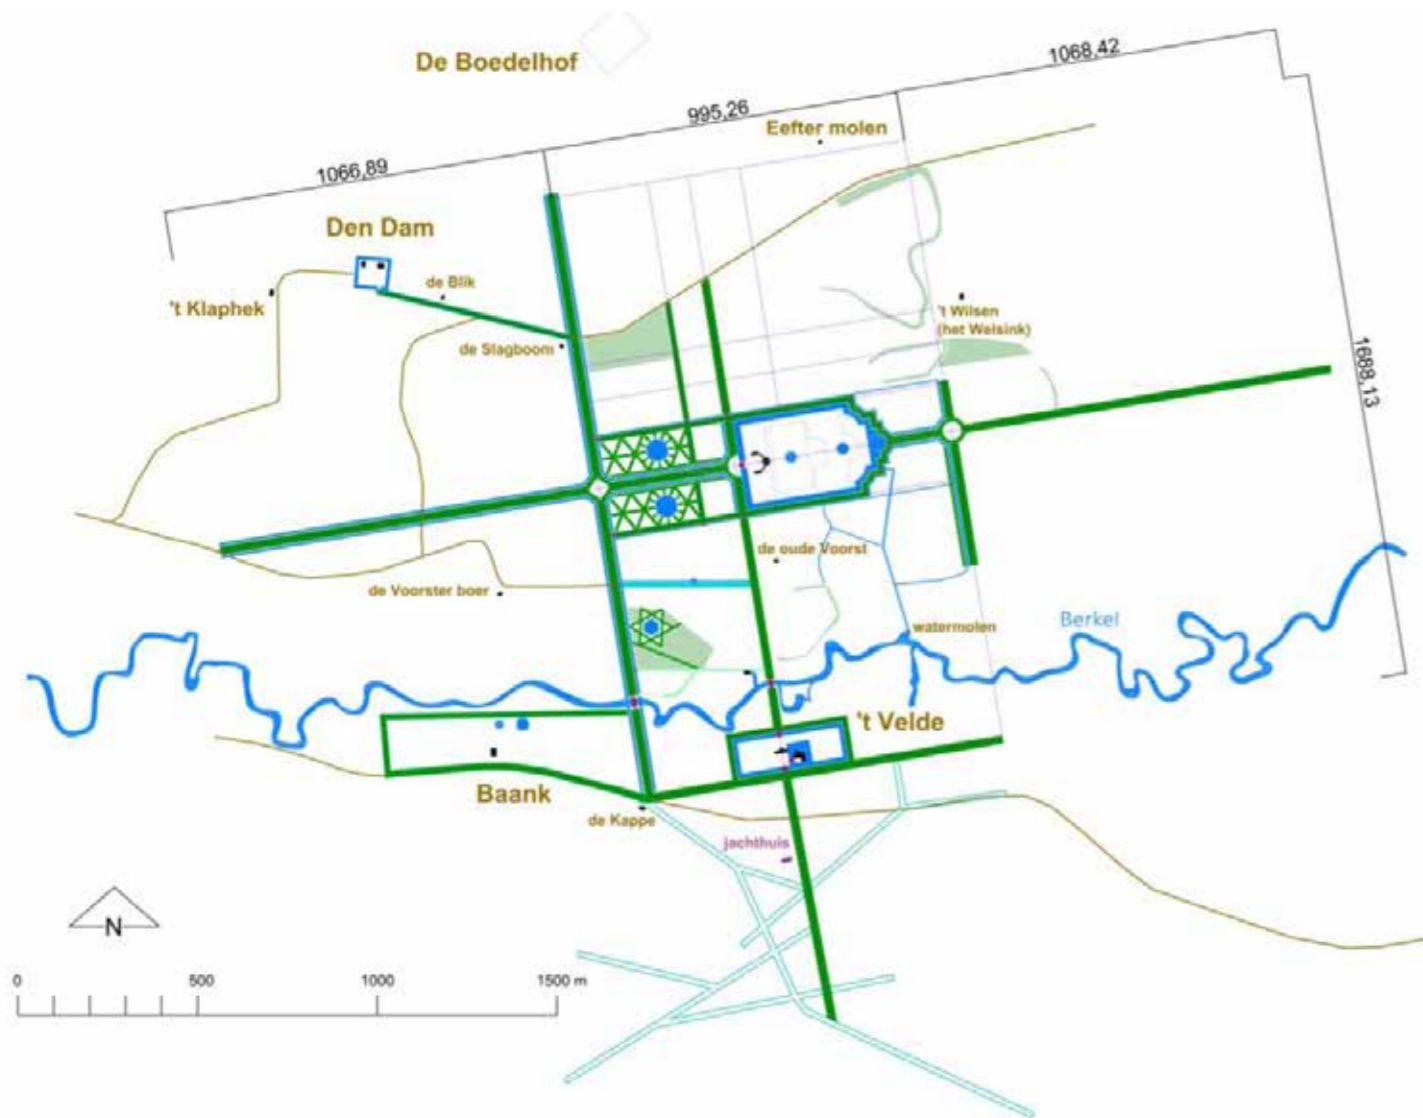 De Boedelhof
1068,42
995,26
Eefter molen
1066,89
Den Dam
de Blik
't Klaphek
't Wilsen
(het Welsink)
de Slagboom
1688,13
de oude Voorst
de Voorster boer
watermolen
Berkel
't Velde
Baank
de Kappe
jachthuis
N
0 500 1000 1500 m